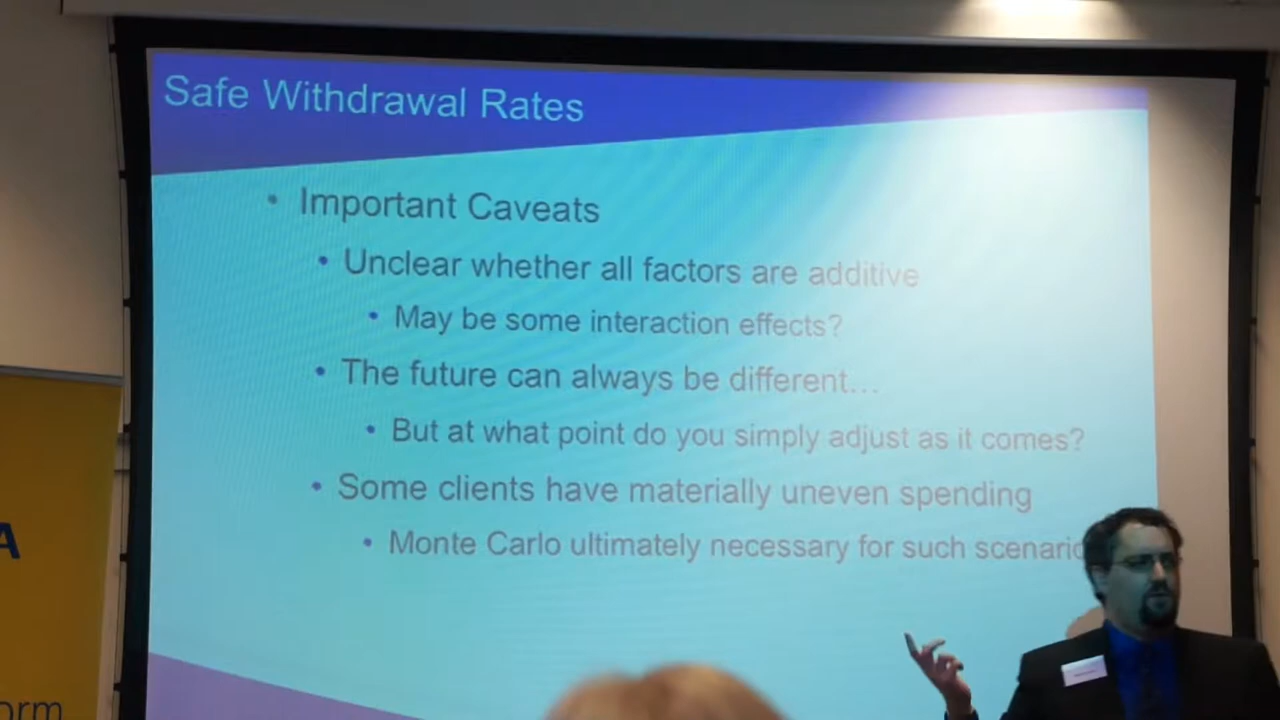 Safe Withdrawal Rates
• Important Caveats
• Unclear whether all factors are additive
• May be some interaction effects?
• The future can always be different…
• But at what point do you simply adjust as it comes?
• Some clients have materially uneven spending
• Monte Carlo ultimately necessary for such scenario
A
orm